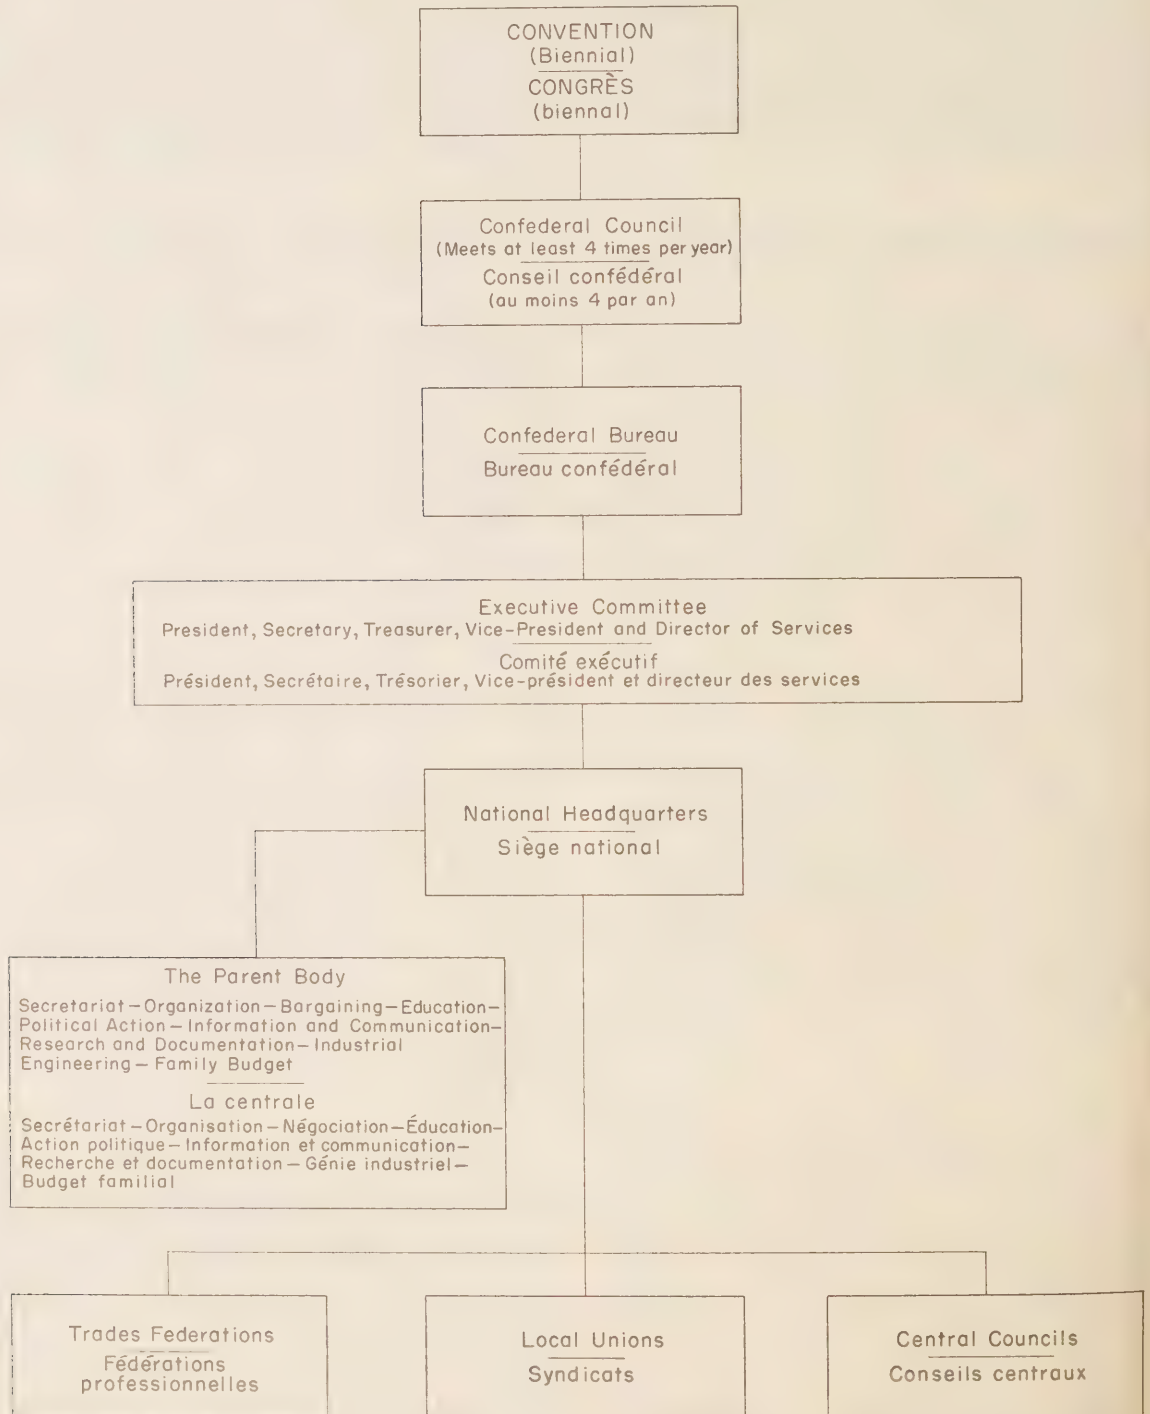 CONVENTION
(Biennial)
CONGRÈS
(biennal)
Confederal Council
(Meets at least 4 times per year)
Conseil confédéral
(au moins 4 par an)
Confederal Bureau
Bureau confédéral
Executive Committee
President, Secretary, Treasurer, Vice-President and Director of Services
Comité exécutif
Président, Secrétaire, Trésorier, Vice-président et directeur des services
National Headquarters
Siège national
The Parent Body
Secretariat – Organization – Bargaining – Education –
Political Action – Information and Communication –
Research and Documentation – Industrial
Engineering – Family Budget
La centrale
Secrétariat – Organisation – Négociation – Éducation –
Action politique – Information et communication –
Recherche et documentation – Génie industriel –
Budget familial
Trades Federations
Fédérations
professionnelles
Local Unions
Syndicats
Central Councils
Conseils centraux